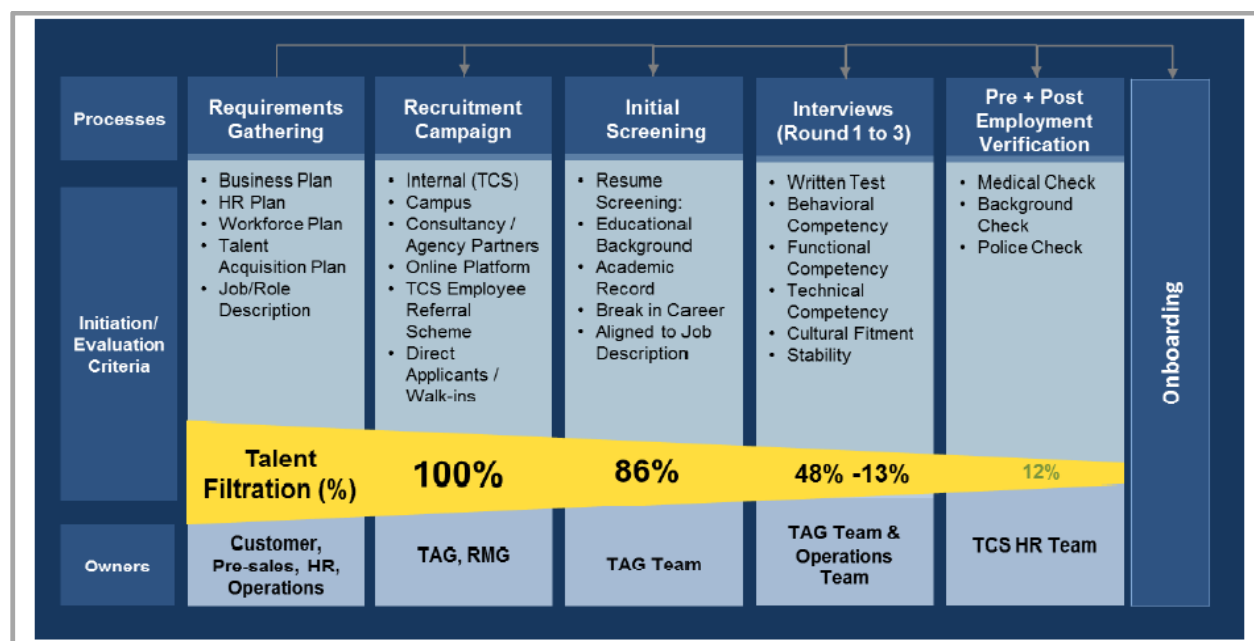 Processes
Requirements
Gathering
Recruitment
Campaign
Initial
Screening
Interviews
(Round 1 to 3)
Pre + Post
Employment
Verification
Initiation/
Evaluation
Criteria
• Business Plan
• HR Plan
• Workforce Plan
• Talent
Acquisition Plan
• Job/Role
Description
• Internal (TCS)
• Campus
• Consultancy /
Agency Partners
• Online Platform
• TCS Employee
Referral
Scheme
• Direct
Applicants /
Walk-ins
• Resume
Screening:
• Educational
Background
• Academic
Record
• Break in Career
• Aligned to Job
Description
• Written Test
• Behavioral
Competency
• Functional
Competency
• Technical
Competency
• Cultural Fitment
• Stability
• Medical Check
• Background
Check
• Police Check
Onboarding
Talent
Filtration (%)
100%
86%
48% -13%
12%
Owners
Customer,
Pre-sales, HR,
Operations
TAG, RMG
TAG Team
TAG Team &
Operations
Team
TCS HR Team